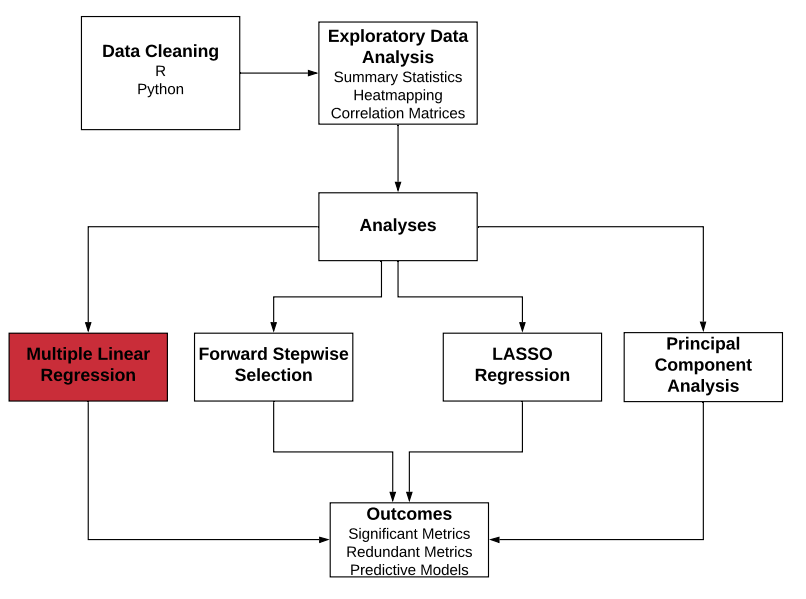 Data Cleaning
R
Python
Exploratory Data
Analysis
Summary Statistics
Heatmapping
Correlation Matrices
Analyses
Multiple Linear
Regression
Forward Stepwise
Selection
LASSO
Regression
Principal
Component
Analysis
Outcomes
Significant Metrics
Redundant Metrics
Predictive Models